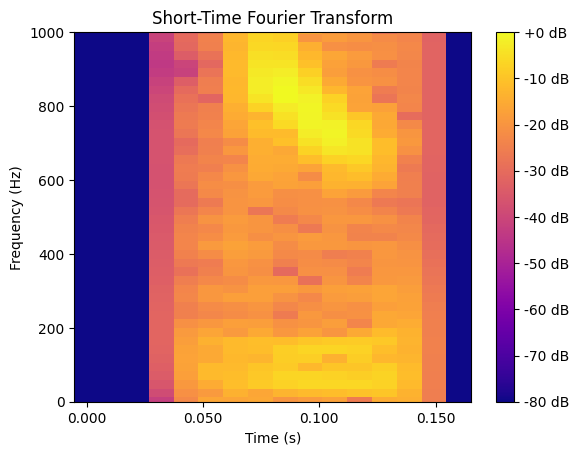 Short-Time Fourier Transform
Frequency (Hz)
1000
800
600
400
200
0
0.000
0.050
0.100
0.150
Time (s)
+0 dB
-10 dB
-20 dB
-30 dB
-40 dB
-50 dB
-60 dB
-70 dB
-80 dB